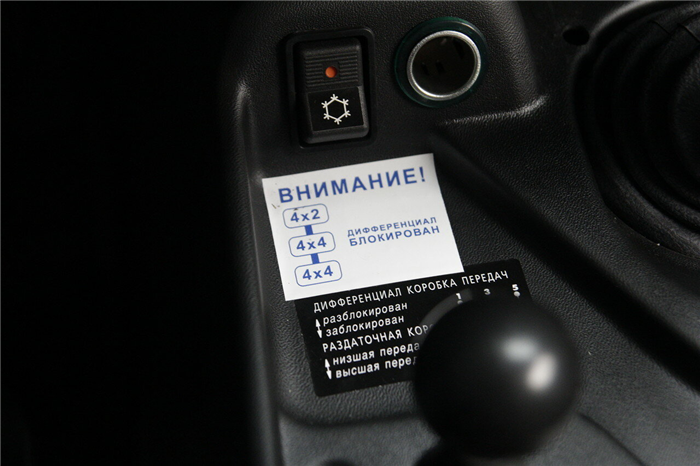 ВНИМАНИЕ!
4x2
4x4
4x4
ДИФФЕРЕНЦИАЛ
БЛОКИРОВАН
ДИФФЕРЕНЦИАЛ КОРОБКА ПЕРЕДАЧ
разблокирован 1 3 5
заблокирован
РАЗДАТОЧНАЯ
низшая
высшая